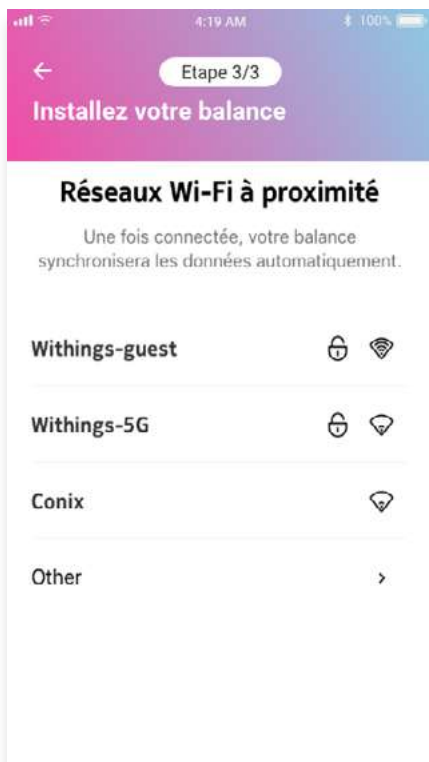 4:19 AM 100%
Etape 3/3
Installez votre balance
Réseaux Wi-Fi à proximité
Une fois connectée, votre balance
synchronisera les données automatiquement.
Withings-guest
Withings-5G
Conix
Other